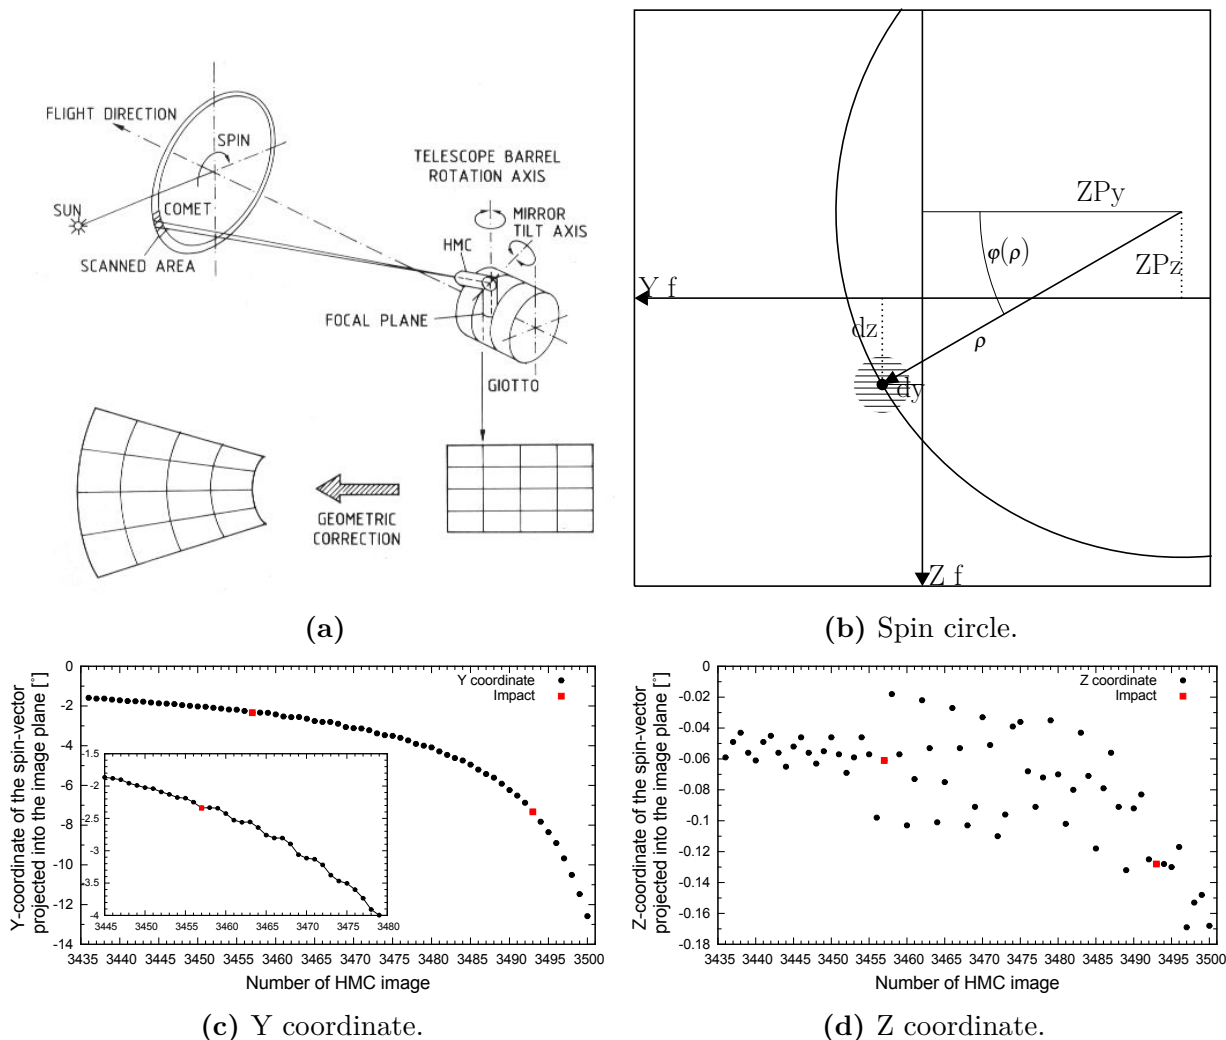 FLIGHT DIRECTION
SPIN
SUN
COMET
SCANNED AREA
TELESCOPE BARREL
ROTATION AXIS
MIRROR
TILT AXIS
HMC
FOCAL PLANE
GIOTTO
GEOMETRIC
CORRECTION
(a)
ZPy
φ(ρ)
ZPz
Y f
dz
ρ
dy
Z f
(b) Spin circle.
Y-coordinate of the spin-vector
projected into the image plane [°]
0
-2
-4
-6
-8
-10
-12
-14
Y coordinate
Impact
-1.5
-2
-2.5
-3
-3.5
-4
3445 3450 3455 3460 3465 3470 3475 3480
3435 3440 3445 3450 3455 3460 3465 3470 3475 3480 3485 3490 3495 3500
Number of HMC image
(c) Y coordinate.
Z-coordinate of the spin-vector
projected into the image plane [°]
0
-0.02
-0.04
-0.06
-0.08
-0.1
-0.12
-0.14
-0.16
-0.18
Z coordinate
Impact
3435 3440 3445 3450 3455 3460 3465 3470 3475 3480 3485 3490 3495 3500
Number of HMC image
(d) Z coordinate.